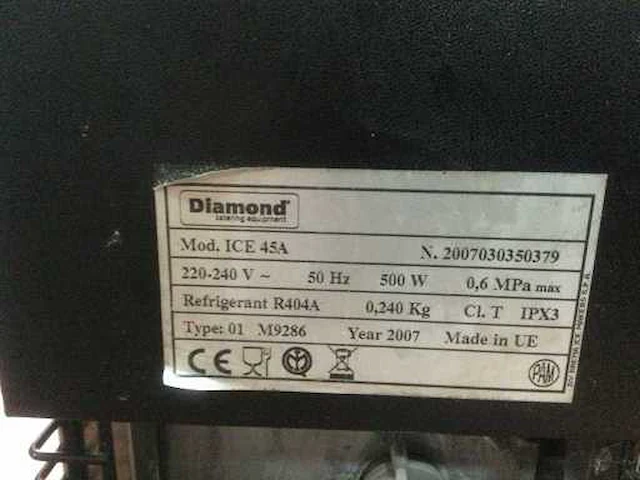 Diamond
catering equipment
Mod. ICE 45A N. 2007030350379
220-240 V ~ 50 Hz 500 W 0,6 MPa max
Refrigerant R404A 0,240 Kg Cl. T IPX3
Type: 01 M9286 Year 2007 Made in UE
CE PAM